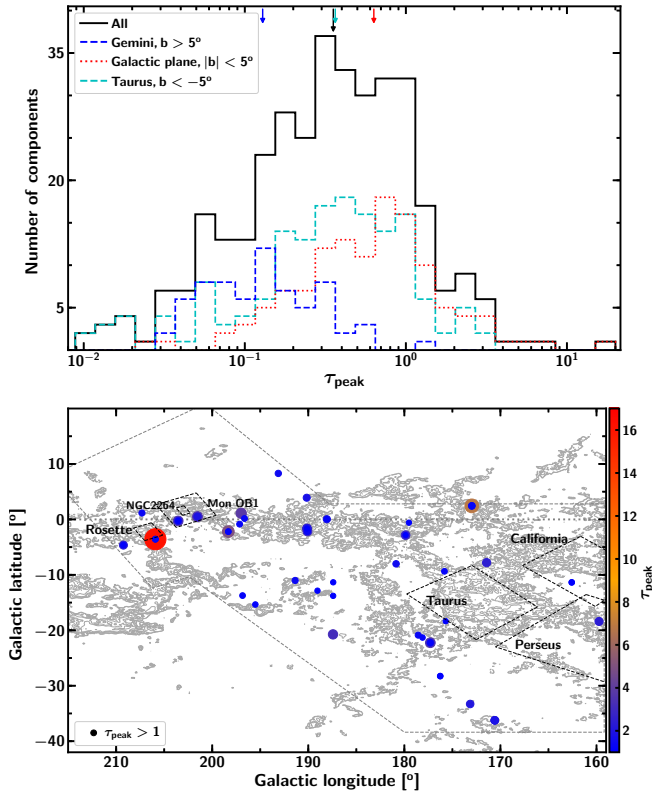 All
Gemini, b > 5°
Galactic plane, |b| < 5°
Taurus, b < −5°
Number of components
35
20
5
10⁻² 10⁻¹ 10⁰ 10¹
τpeak
NGC2264
Mon OB1
Rosette
California
Taurus
Perseus
τpeak > 1
Galactic latitude [°]
10
0
−10
−20
−30
−40
210 200 190 180 170 160
Galactic longitude [°]
16
14
12
10
8
6
4
2
τpeak